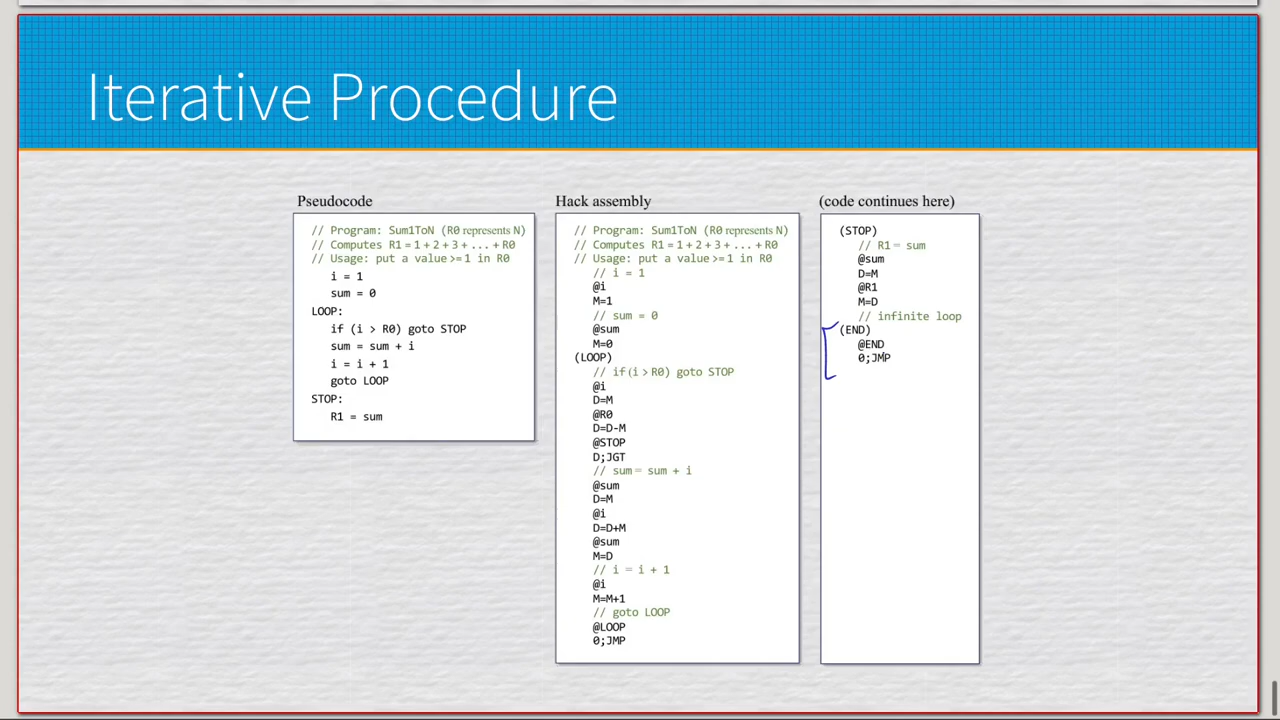 Iterative Procedure
Pseudocode
// Program: Sum1ToN (R0 represents N)
// Computes R1 = 1 + 2 + 3 + ... + R0
// Usage: put a value >= 1 in R0
i = 1
sum = 0
LOOP:
if (i > R0) goto STOP
sum = sum + i
i = i + 1
goto LOOP
STOP:
R1 = sum
Hack assembly
// Program: Sum1ToN (R0 represents N)
// Computes R1 = 1 + 2 + 3 + ... + R0
// Usage: put a value >= 1 in R0
// i = 1
@i
M=1
// sum = 0
@sum
M=0
(LOOP)
// if (i > R0) goto STOP
@i
D=M
@R0
D=D-M
@STOP
D;JGT
// sum = sum + i
@sum
D=M
@i
D=D+M
@sum
M=D
// i = i + 1
@i
M=M+1
// goto LOOP
@LOOP
0;JMP
(code continues here)
(STOP)
// R1 = sum
@sum
D=M
@R1
M=D
// infinite loop
(END)
@END
0;JMP